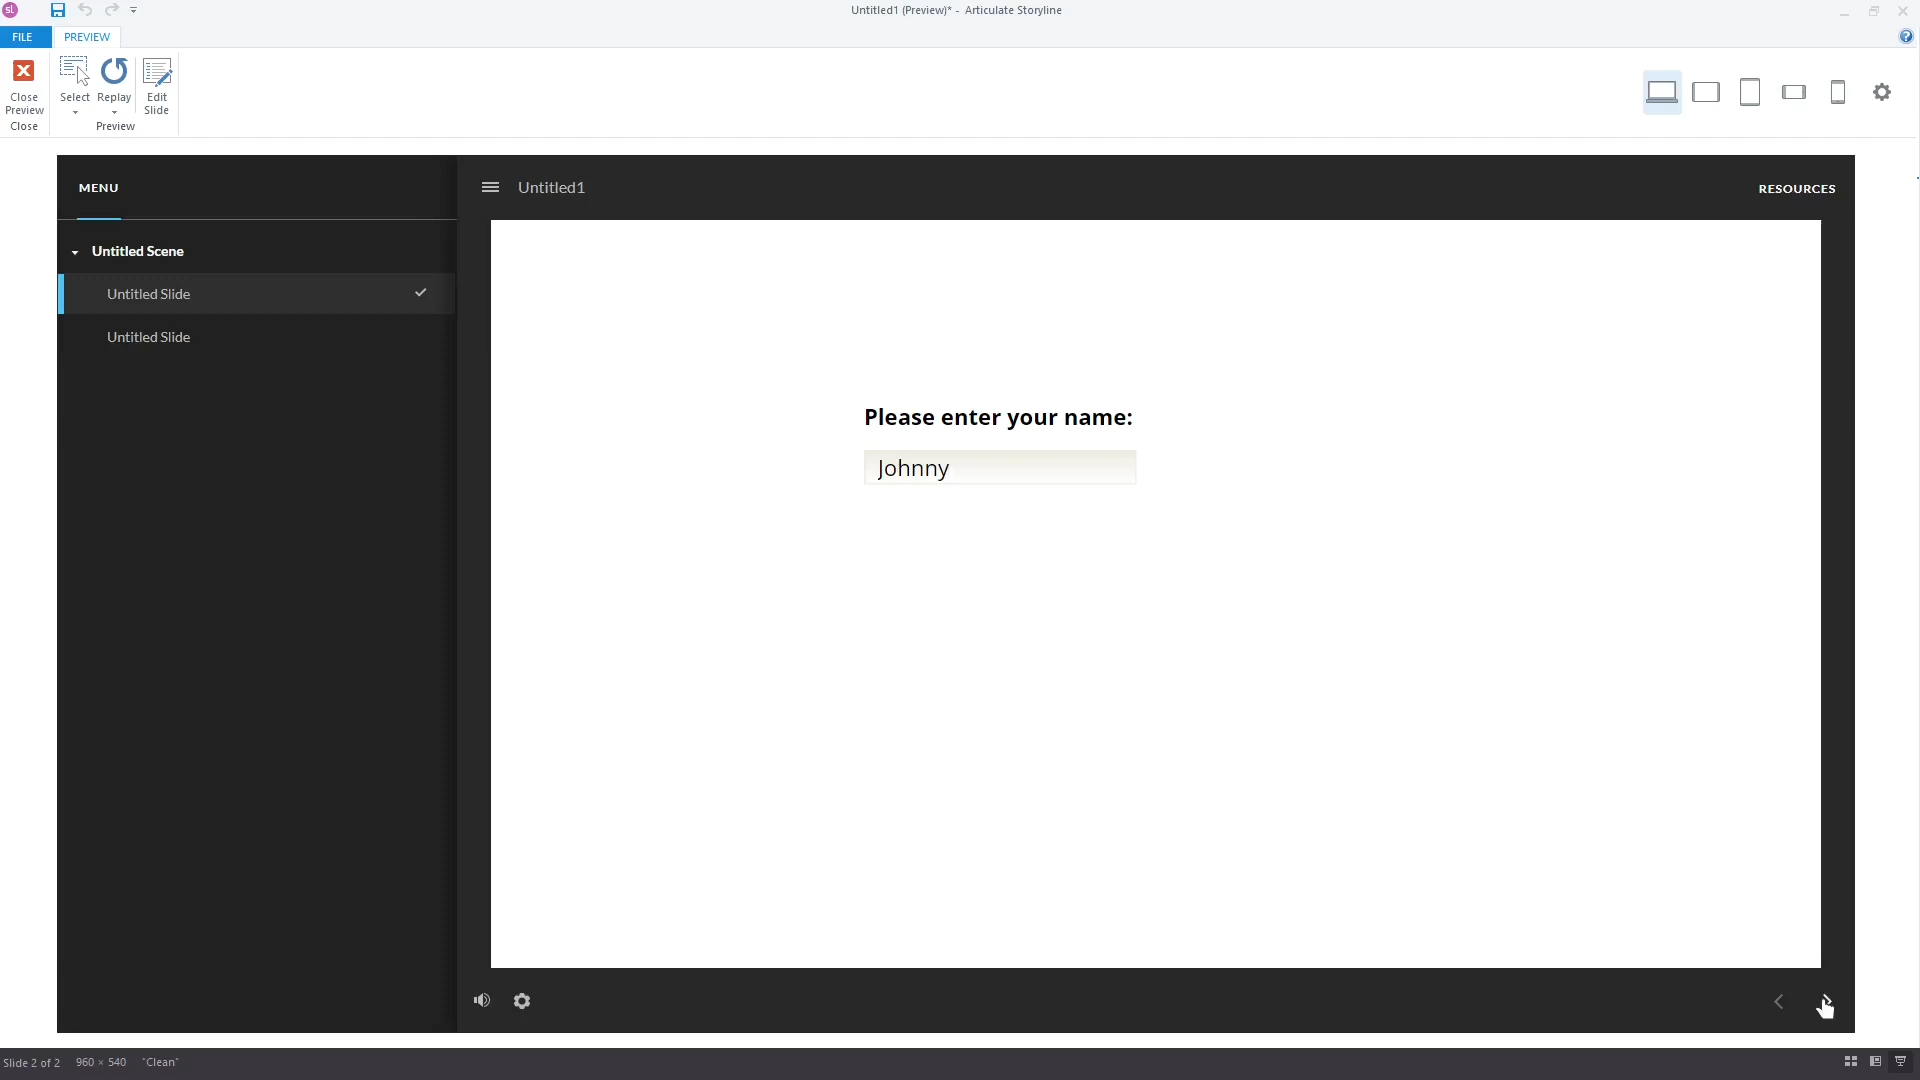 sl
Untitled1 (Preview)* - Articulate Storyline
FILE
PREVIEW
Close
Preview
Select
Replay
Edit
Slide
Close
Preview
MENU
Untitled1
RESOURCES
Untitled Scene
Untitled Slide
Untitled Slide
Please enter your name:
Johnny
Slide 2 of 2
960 × 540
"Clean"